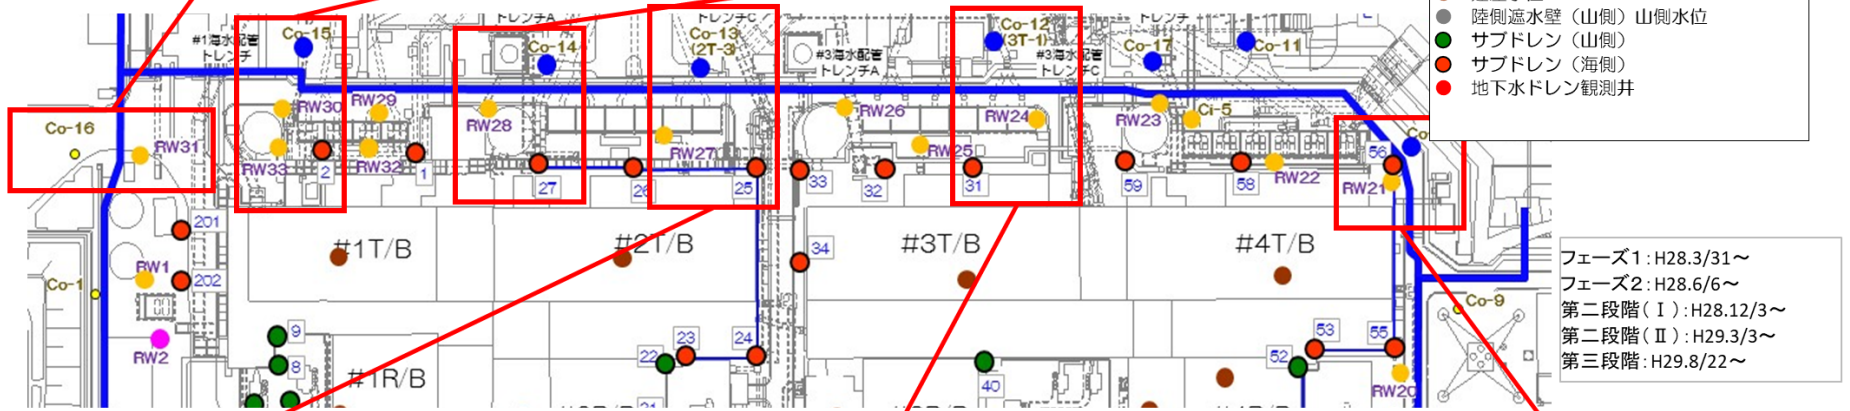 陸側遮水壁（山側）山側水位
サブドレン（山側）
サブドレン（海側）
地下水ドレン観測井
トレンチA
トレンチC
トレンチ
#1海水配管
トレンチ
Co-15
Co-14
Co-13
(2T-3)
#3海水配管
トレンチA
Co-12
(3T-1)
#3海水配管
トレンチC
Co-17
Co-11
Co-16
RW31
RW30
RW29
RW28
RW26
RW24
RW23
Ci-5
RW33
2
RW32
1
27
26
RW27
25
33
32
RW25
31
59
58
RW22
56
RW21
201
202
RW1
Co-1
RW2
#1T/B
#2T/B
34
#3T/B
#4T/B
9
8
#1R/B
22
23
24
40
52
53
55
RW20
Co-9
フェーズ1：H28.3/31～
フェーズ2：H28.6/6～
第二段階（Ⅰ）：H28.12/3～
第二段階（Ⅱ）：H29.3/3～
第三段階：H29.8/22～